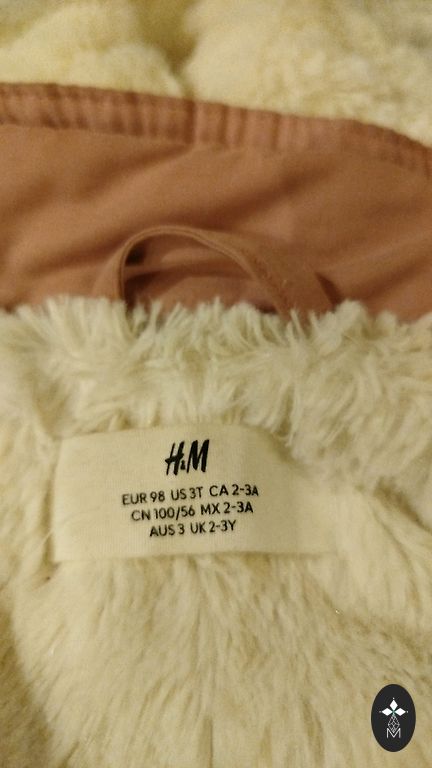 H&M
EUR 98 US 3T CA 2-3A
CN 100/56 MX 2-3A
AUS 3 UK 2-3Y
M